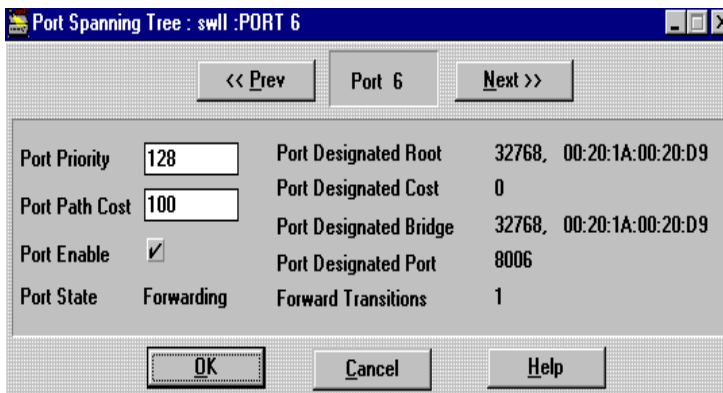 Port Spanning Tree : swll :PORT 6
<< Prev Port 6 Next >>
Port Priority 128 Port Designated Root 32768, 00:20:1A:00:20:D9
Port Path Cost 100 Port Designated Cost 0
Port Enable Port Designated Bridge 32768, 00:20:1A:00:20:D9
Port Designated Port 8006
Port State Forwarding Forward Transitions 1
OK Cancel Help